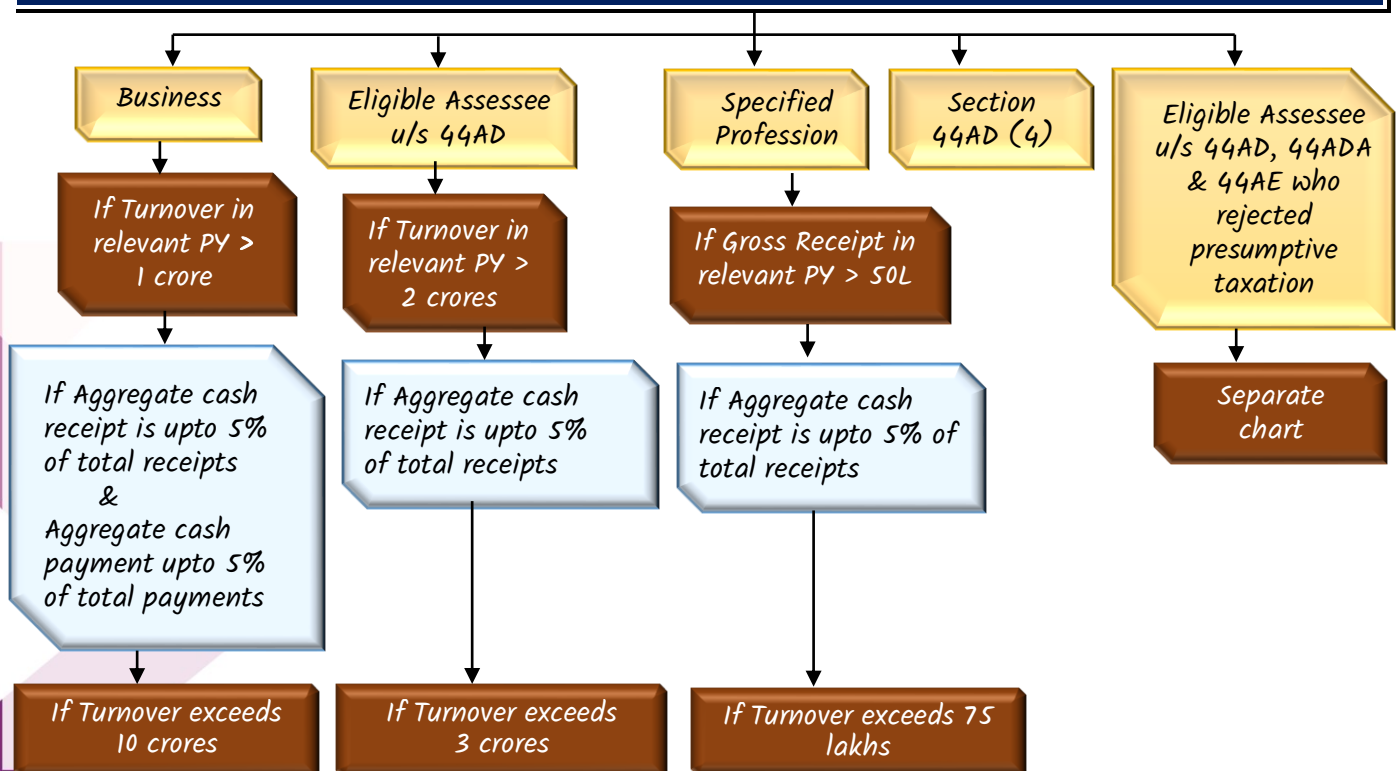 Business
Eligible Assessee
u/s 44AD
Specified
Profession
Section
44AD (4)
Eligible Assessee
u/s 44AD, 44ADA
& 44AE who
rejected
presumptive
taxation
If Turnover in
relevant PY >
1 crore
If Turnover in
relevant PY >
2 crores
If Gross Receipt in
relevant PY > 50L
Separate
chart
If Aggregate cash
receipt is upto 5%
of total receipts
&
Aggregate cash
payment upto 5%
of total payments
If Aggregate cash
receipt is upto 5%
of total receipts
If Aggregate cash
receipt is upto 5% of
total receipts
If Turnover exceeds
10 crores
If Turnover exceeds
3 crores
If Turnover exceeds 75
lakhs